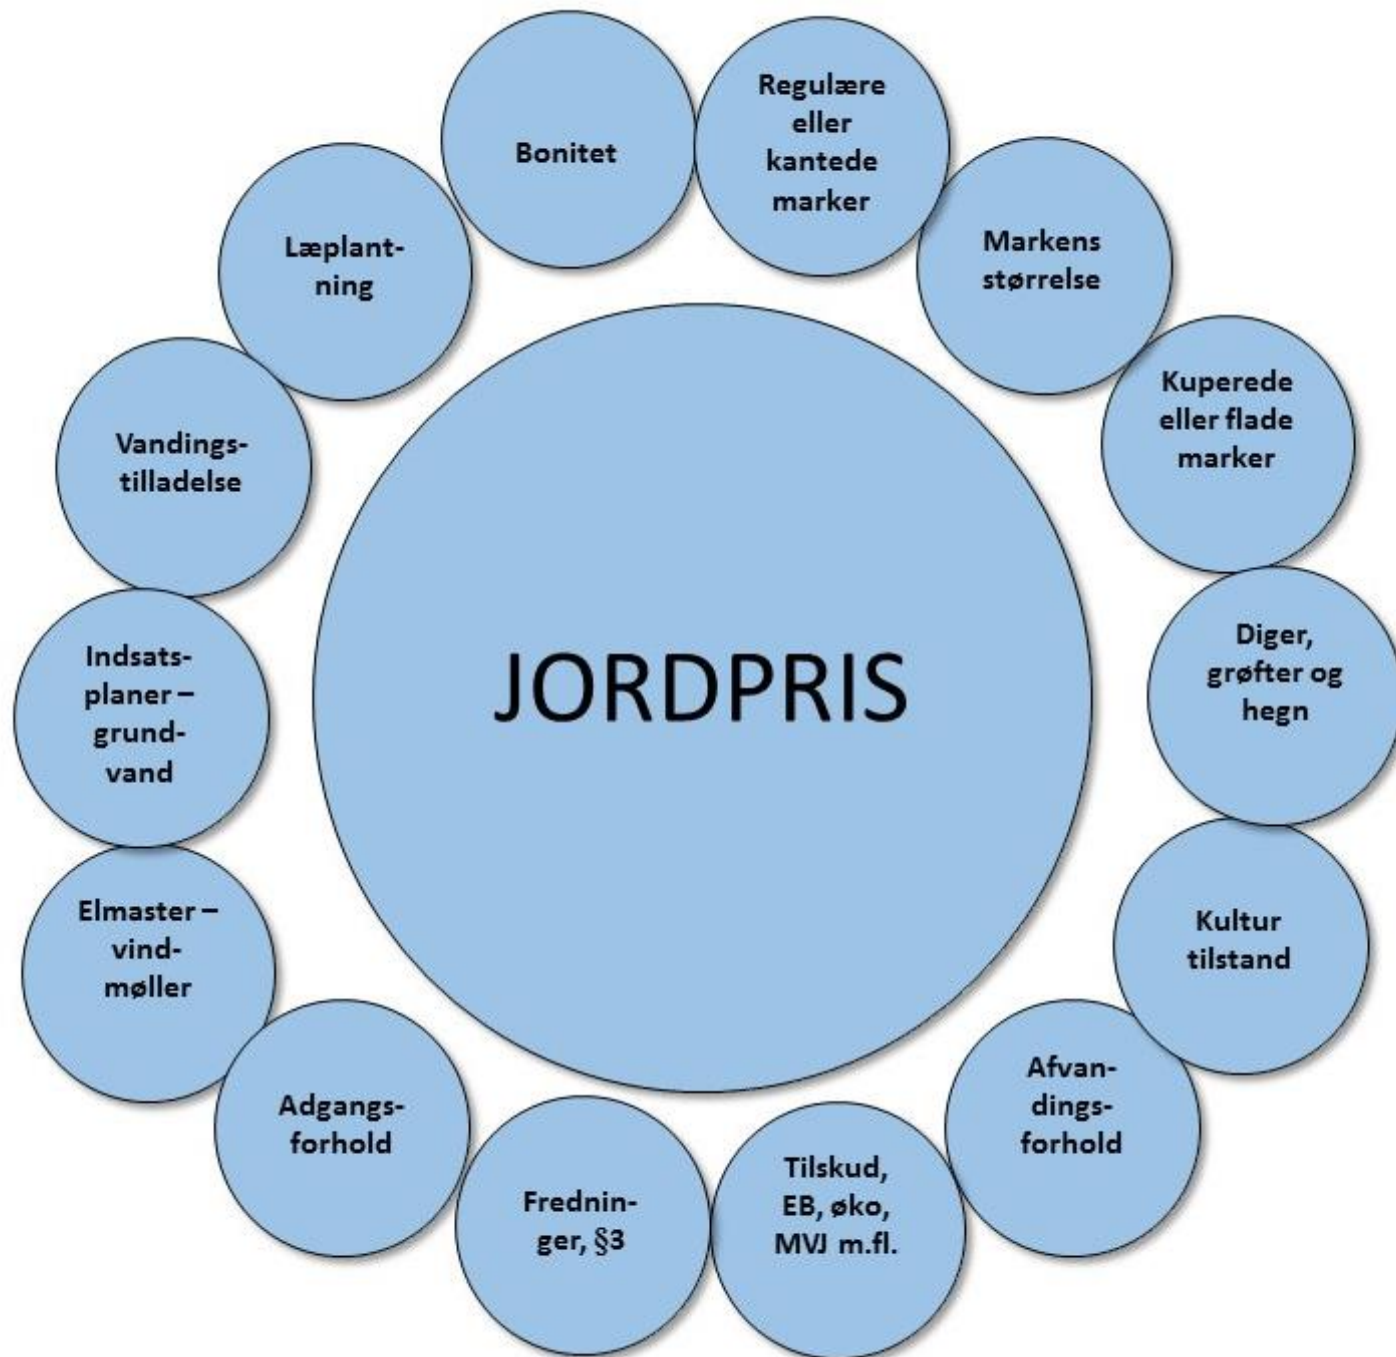 Bonitet
Regulære
eller
kantede
marker
Markens
størrelse
Kuperede
eller flade
marker
Diger,
grøfter og
hegn
Kultur
tilstand
Afvan-
dings-
forhold
Tilskud,
EB, øko,
MVJ m.fl.
Frednin-
ger, §3
Adgangs-
forhold
Elmaster –
vind-
møller
Indsats-
planer –
grund-
vand
Vandings-
tilladelse
Læplant-
ning
JORDPRIS